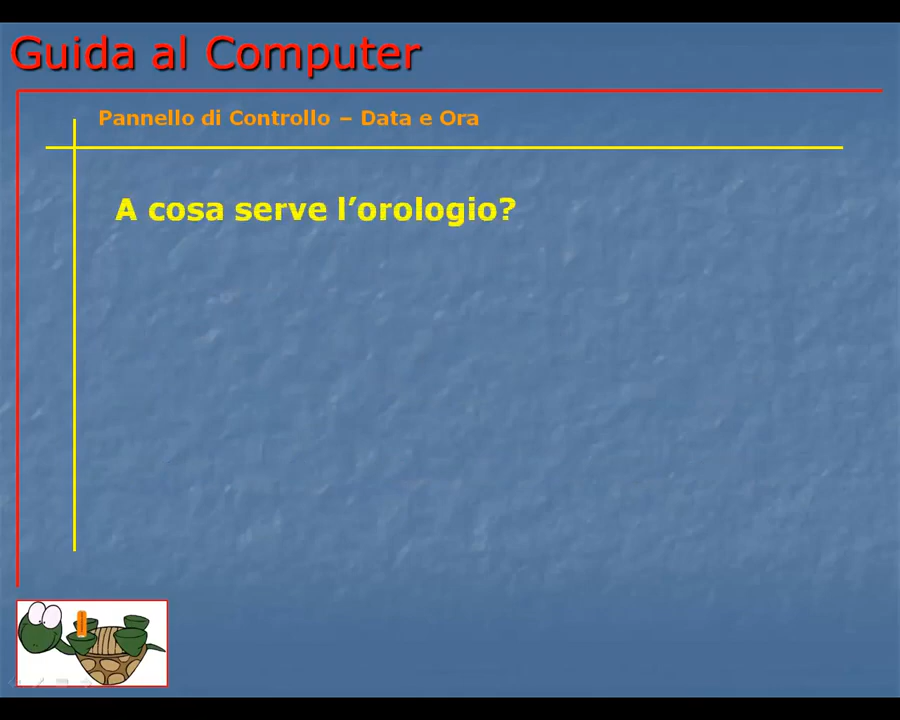 Guida al Computer
Pannello di Controllo – Data e Ora
A cosa serve l’orologio?